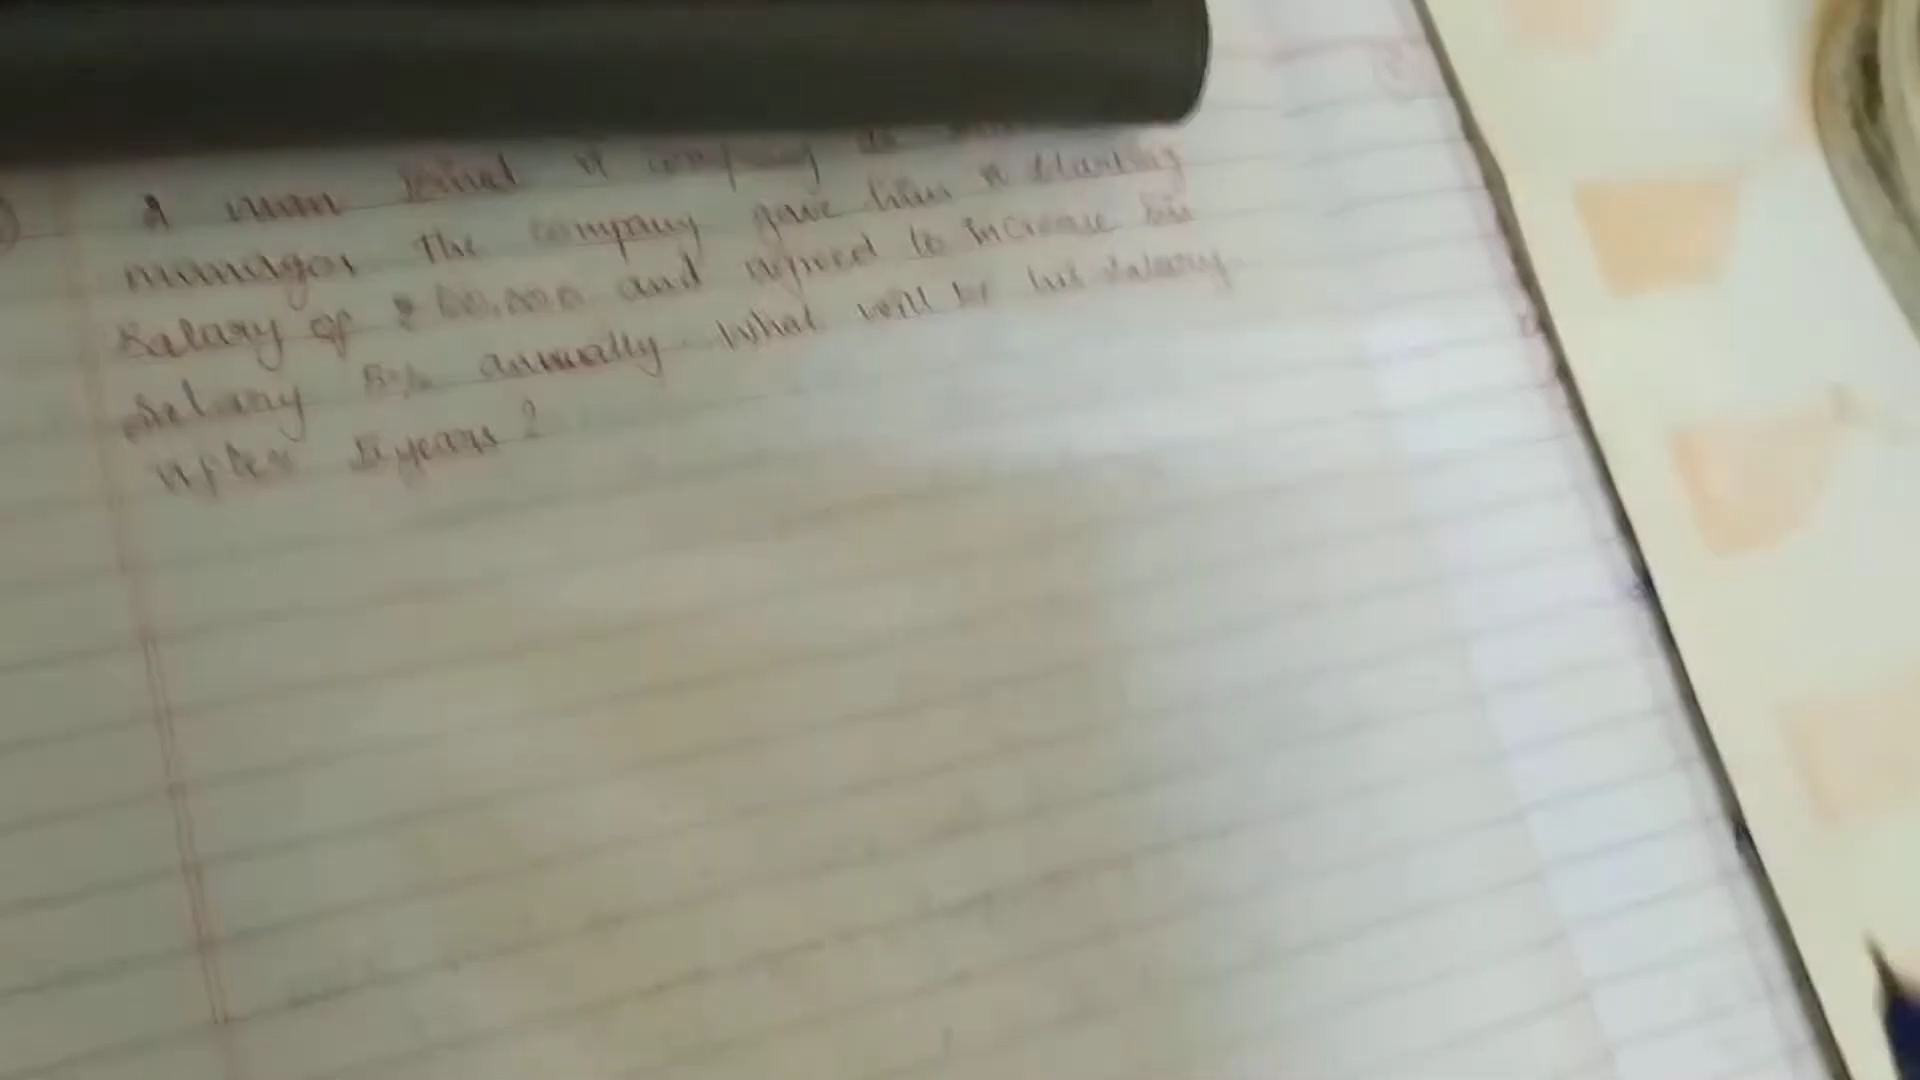 A man joined a company as
manager. The company gave him a starting
salary of ₹ 60,000 and agreed to increase his
salary 5% annually. What will be his salary
after 5 years?